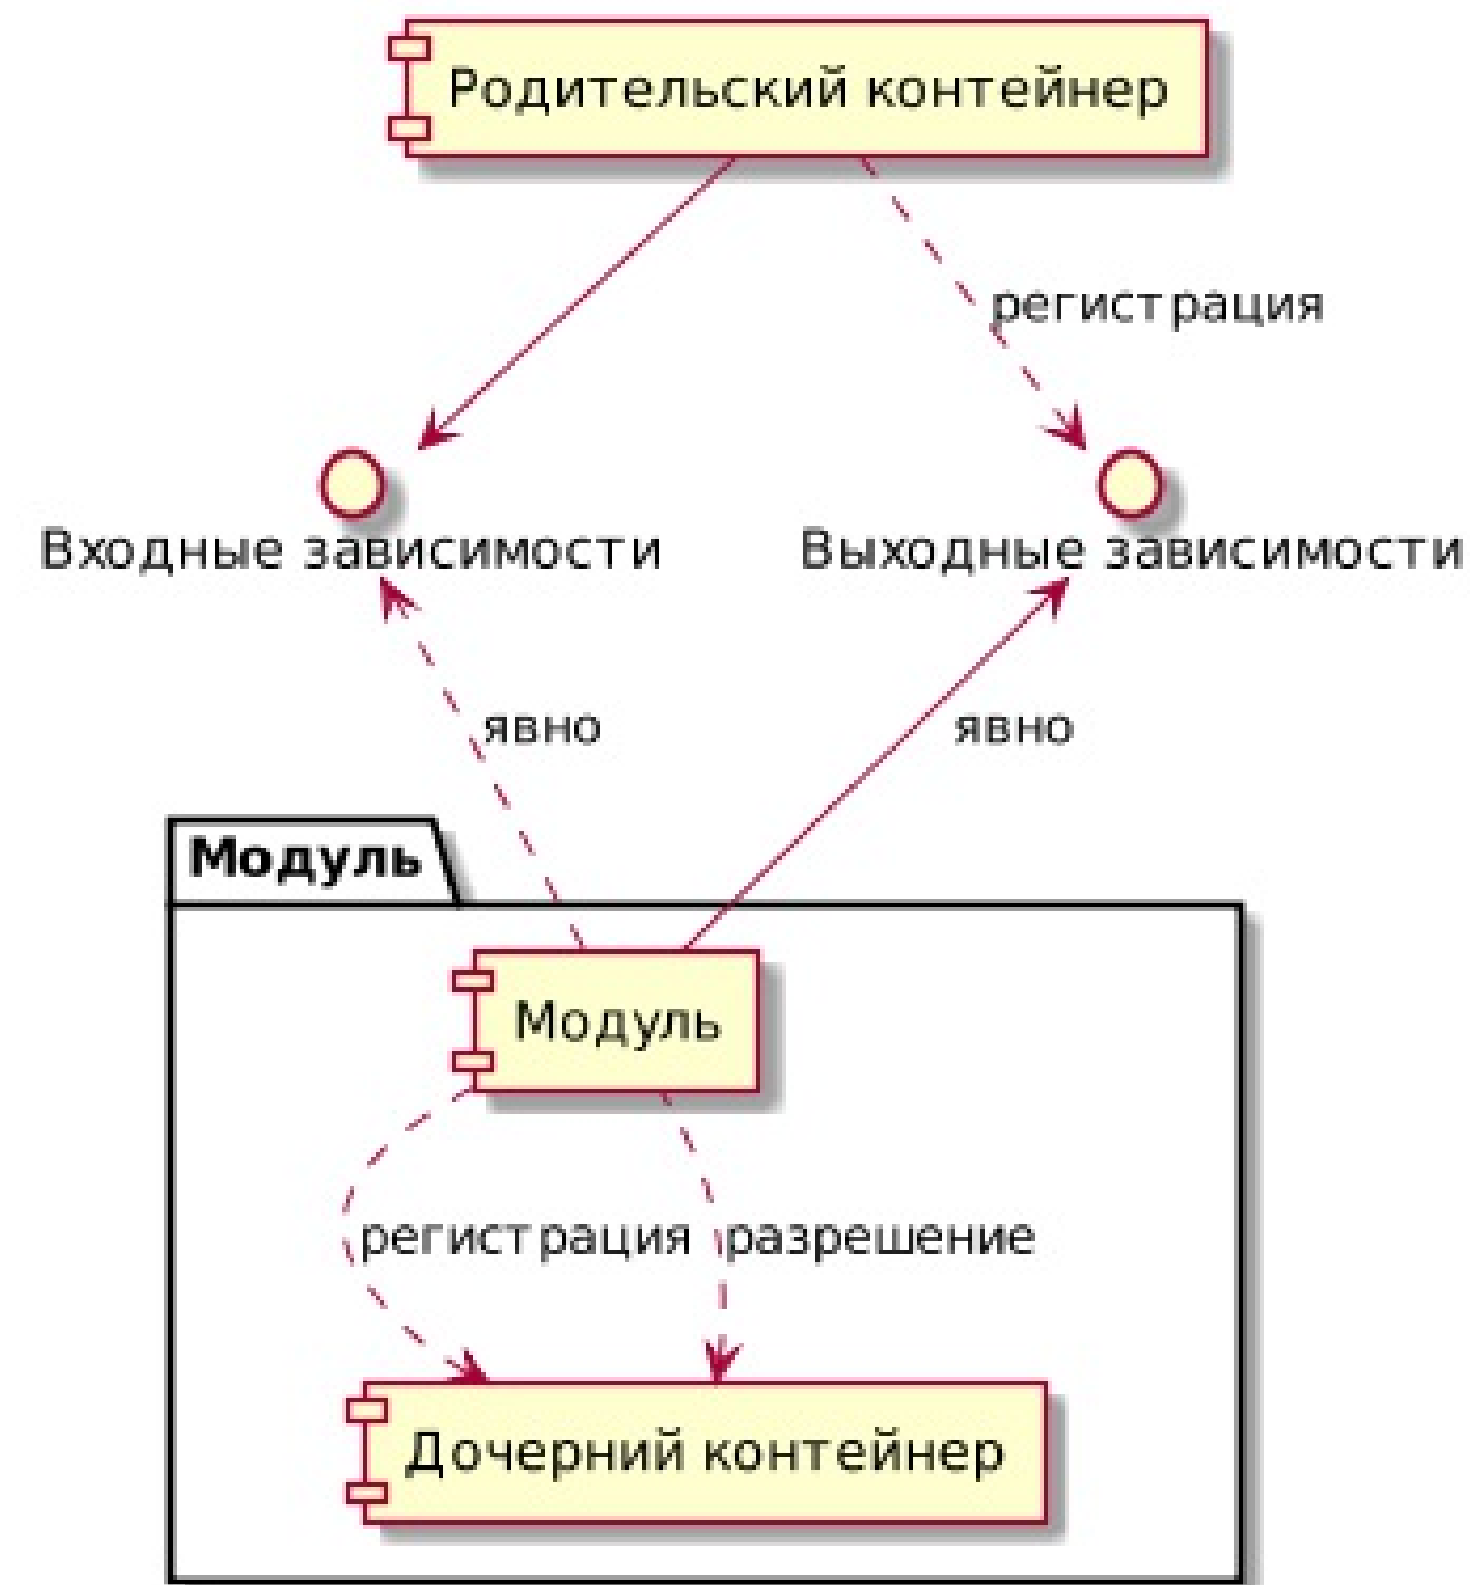 Родительский контейнер
регистрация
Входные зависимости
Выходные зависимости
явно
явно
Модуль
Модуль
регистрация
разрешение
Дочерний контейнер